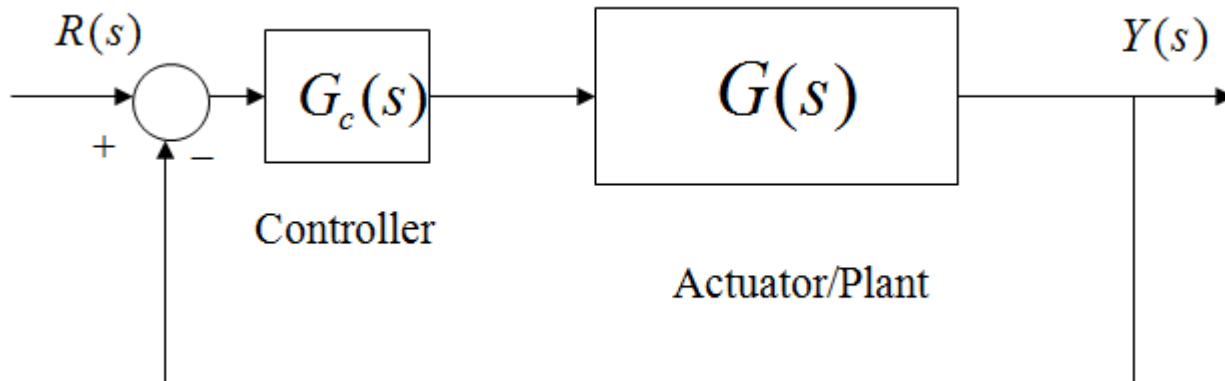 R(s)
Y(s)
G_c(s)
G(s)
+
−
Controller
Actuator/Plant